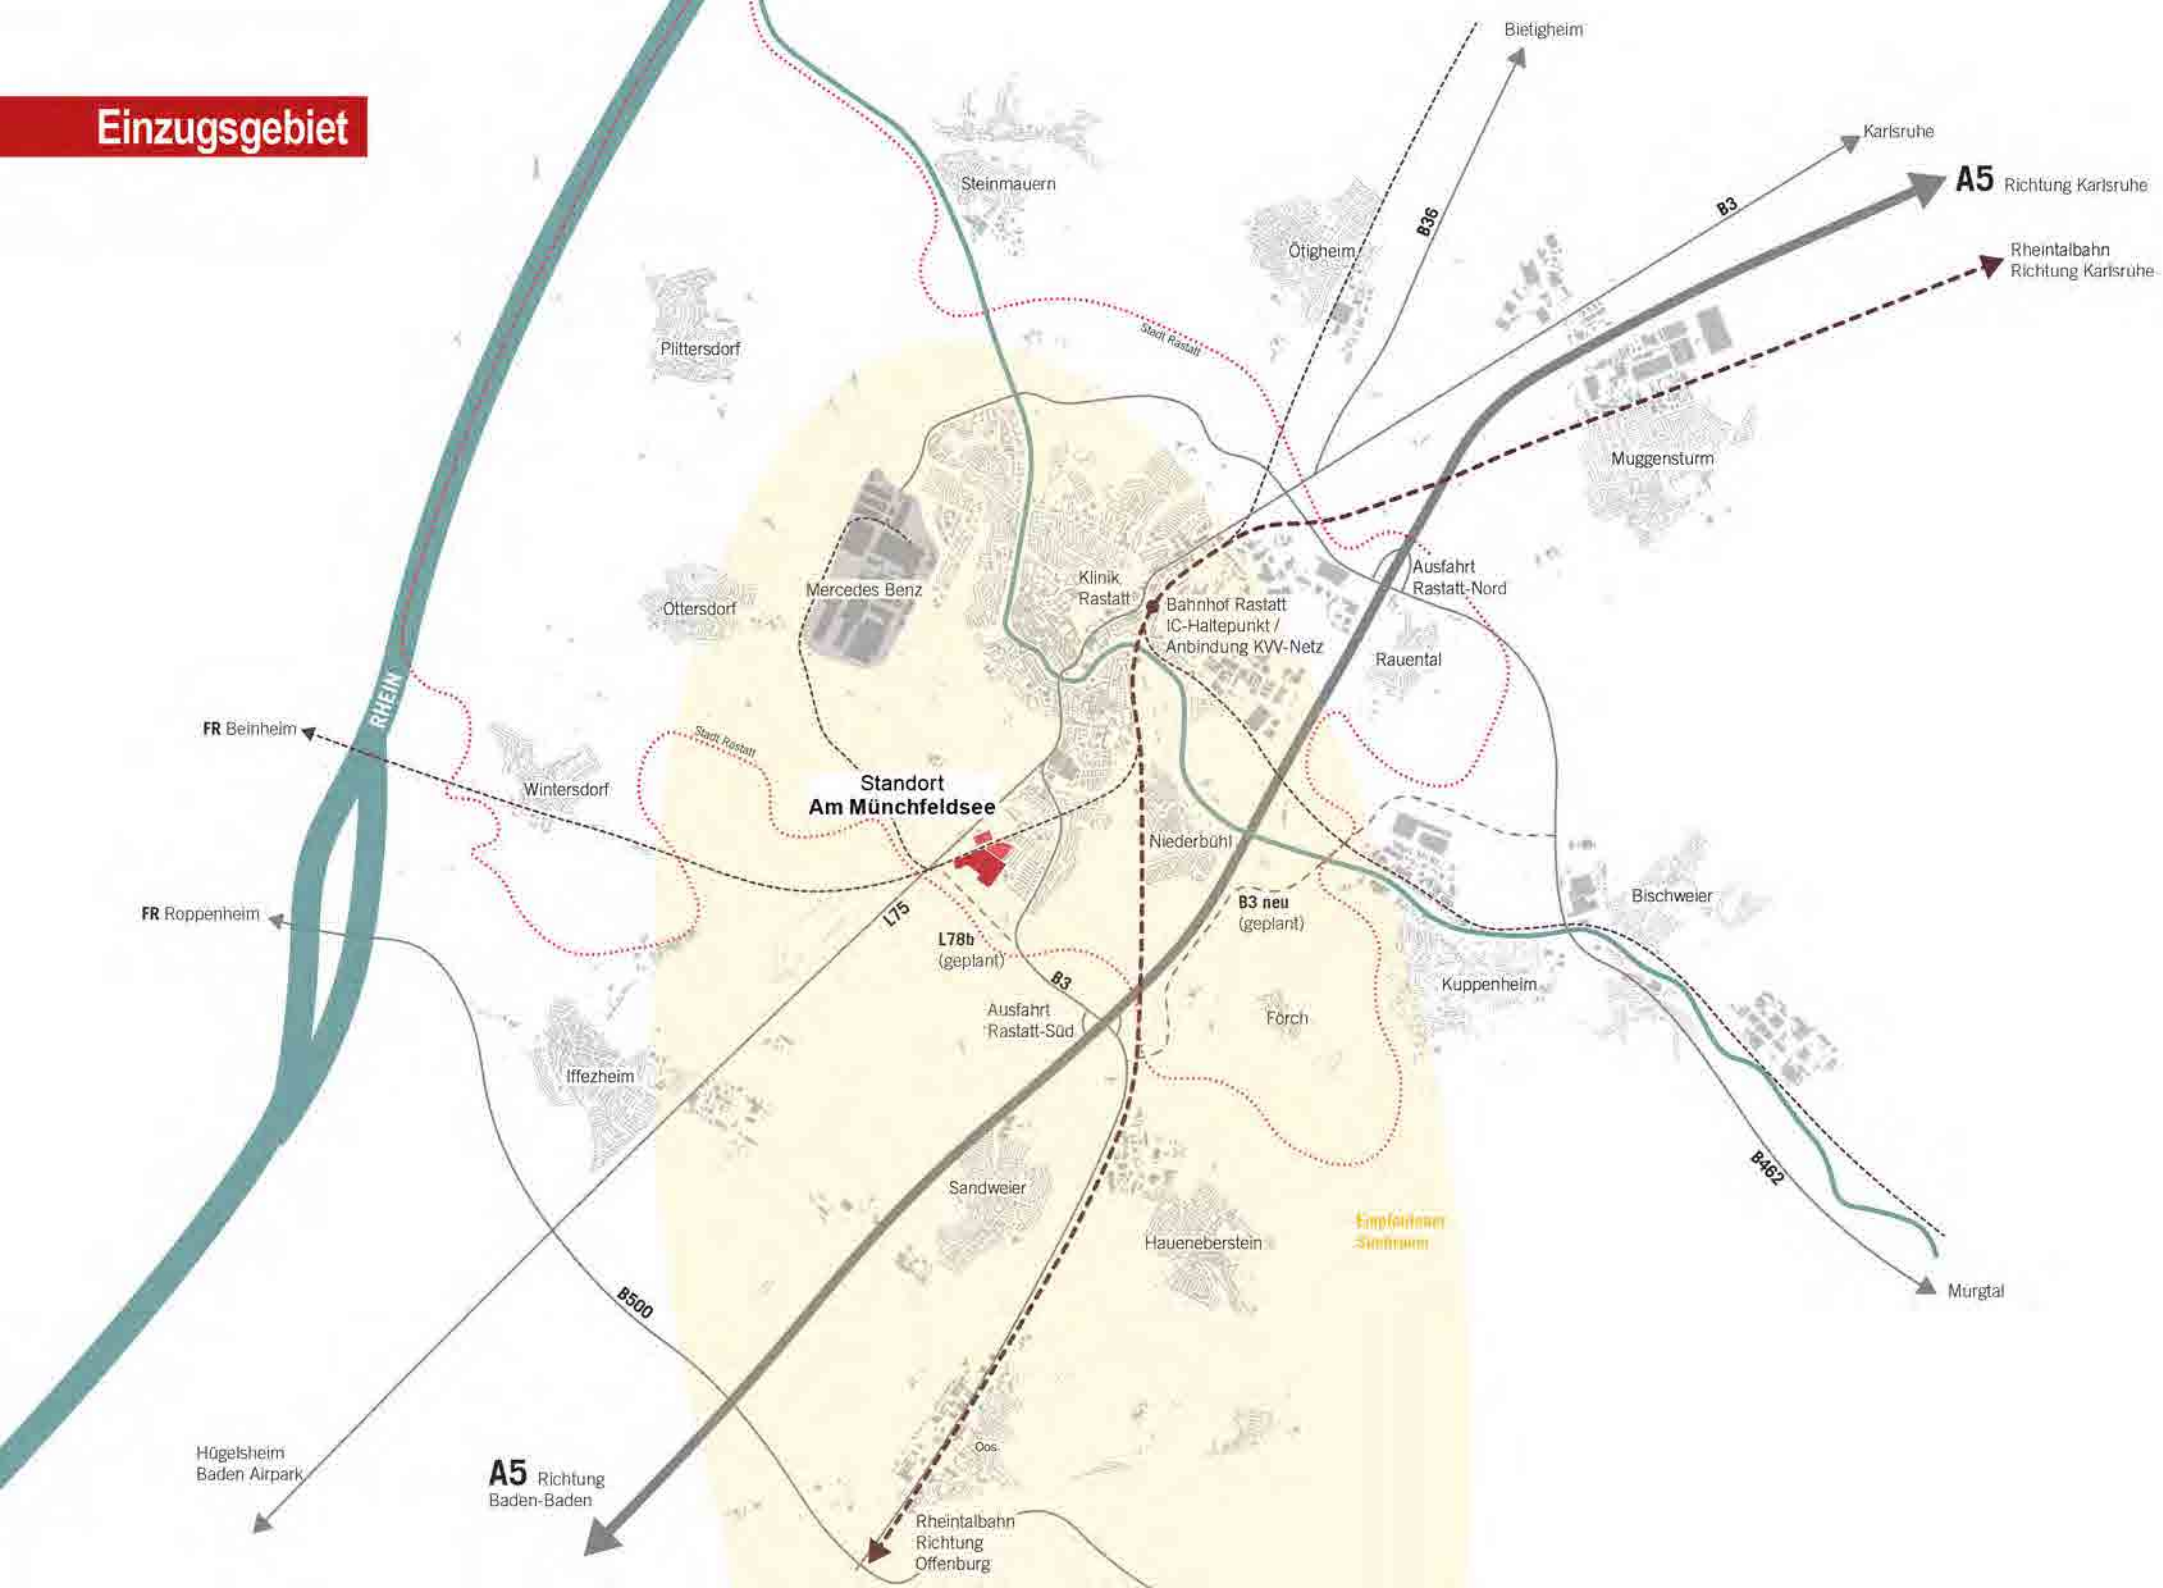 Einzugsgebiet
Bietigheim
Karlsruhe
A5 Richtung Karlsruhe
B3
B36
Steinmauern
Ötigheim
Rheintalbahn
Richtung Karlsruhe
Plittersdorf
Stadt Rastatt
Muggensturm
Ottersdorf
Mercedes Benz
Klinik
Rastatt
Bahnhof Rastatt
IC-Haltepunkt /
Anbindung KVV-Netz
Ausfahrt
Rastatt-Nord
Rauental
RHEIN
FR Beinheim
Stadt Rastatt
Wintersdorf
Standort
Am Münchfeldsee
Niederbühl
FR Roppenheim
L75
B3 neu
(geplant)
Bischweier
L78b
(geplant)
B3
Kuppenheim
Ausfahrt
Rastatt-Süd
Förch
Iffezheim
B462
Sandweier
Haueneberstein
Murgtal
B500
Oos
Hügelsheim
Baden Airpark
A5 Richtung
Baden-Baden
Rheintalbahn
Richtung
Offenburg